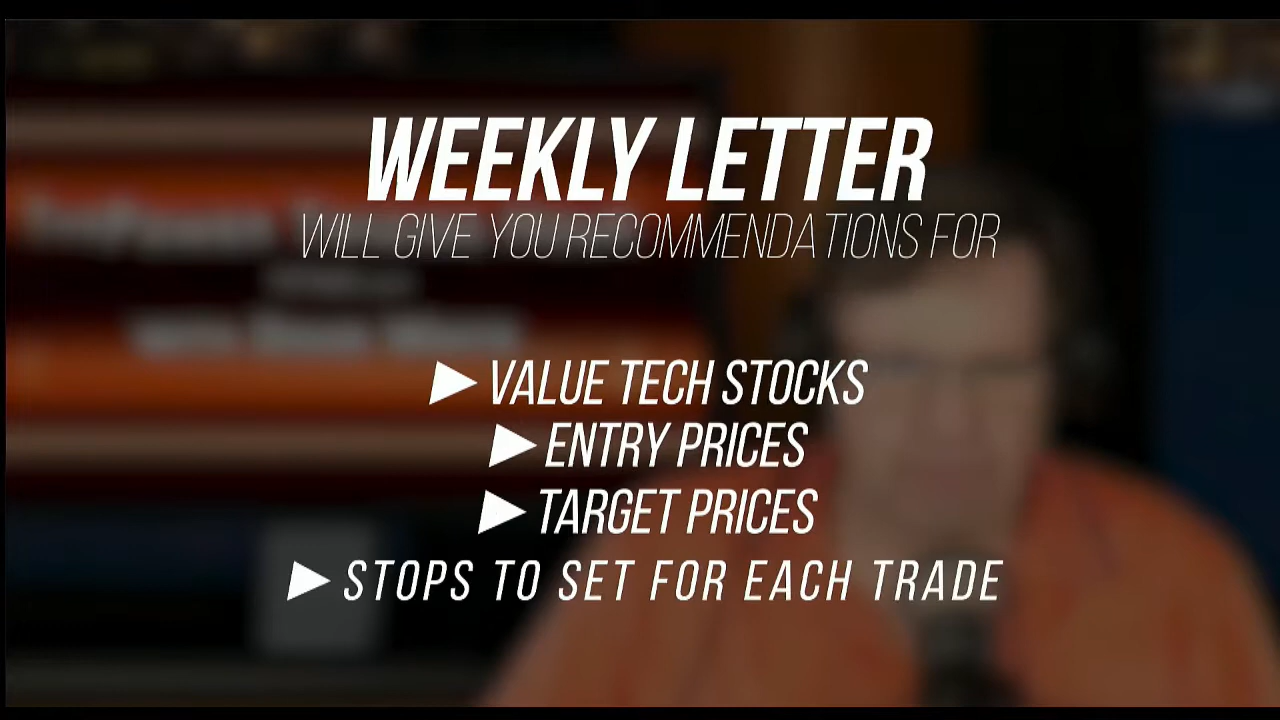 WEEKLY LETTER
WILL GIVE YOU RECOMMENDATIONS FOR
► VALUE TECH STOCKS
► ENTRY PRICES
► TARGET PRICES
► STOPS TO SET FOR EACH TRADE